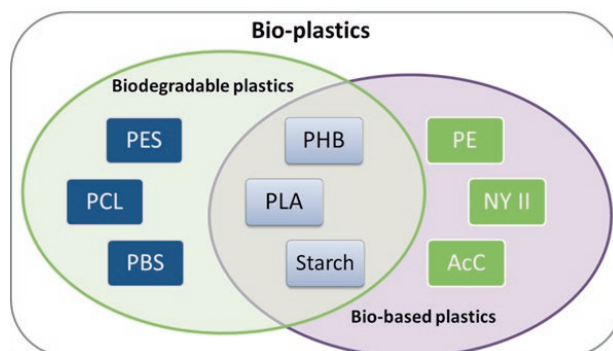 Bio-plastics
Biodegradable plastics
PES
PHB
PE
PCL
PLA
NY II
PBS
Starch
AcC
Bio-based plastics